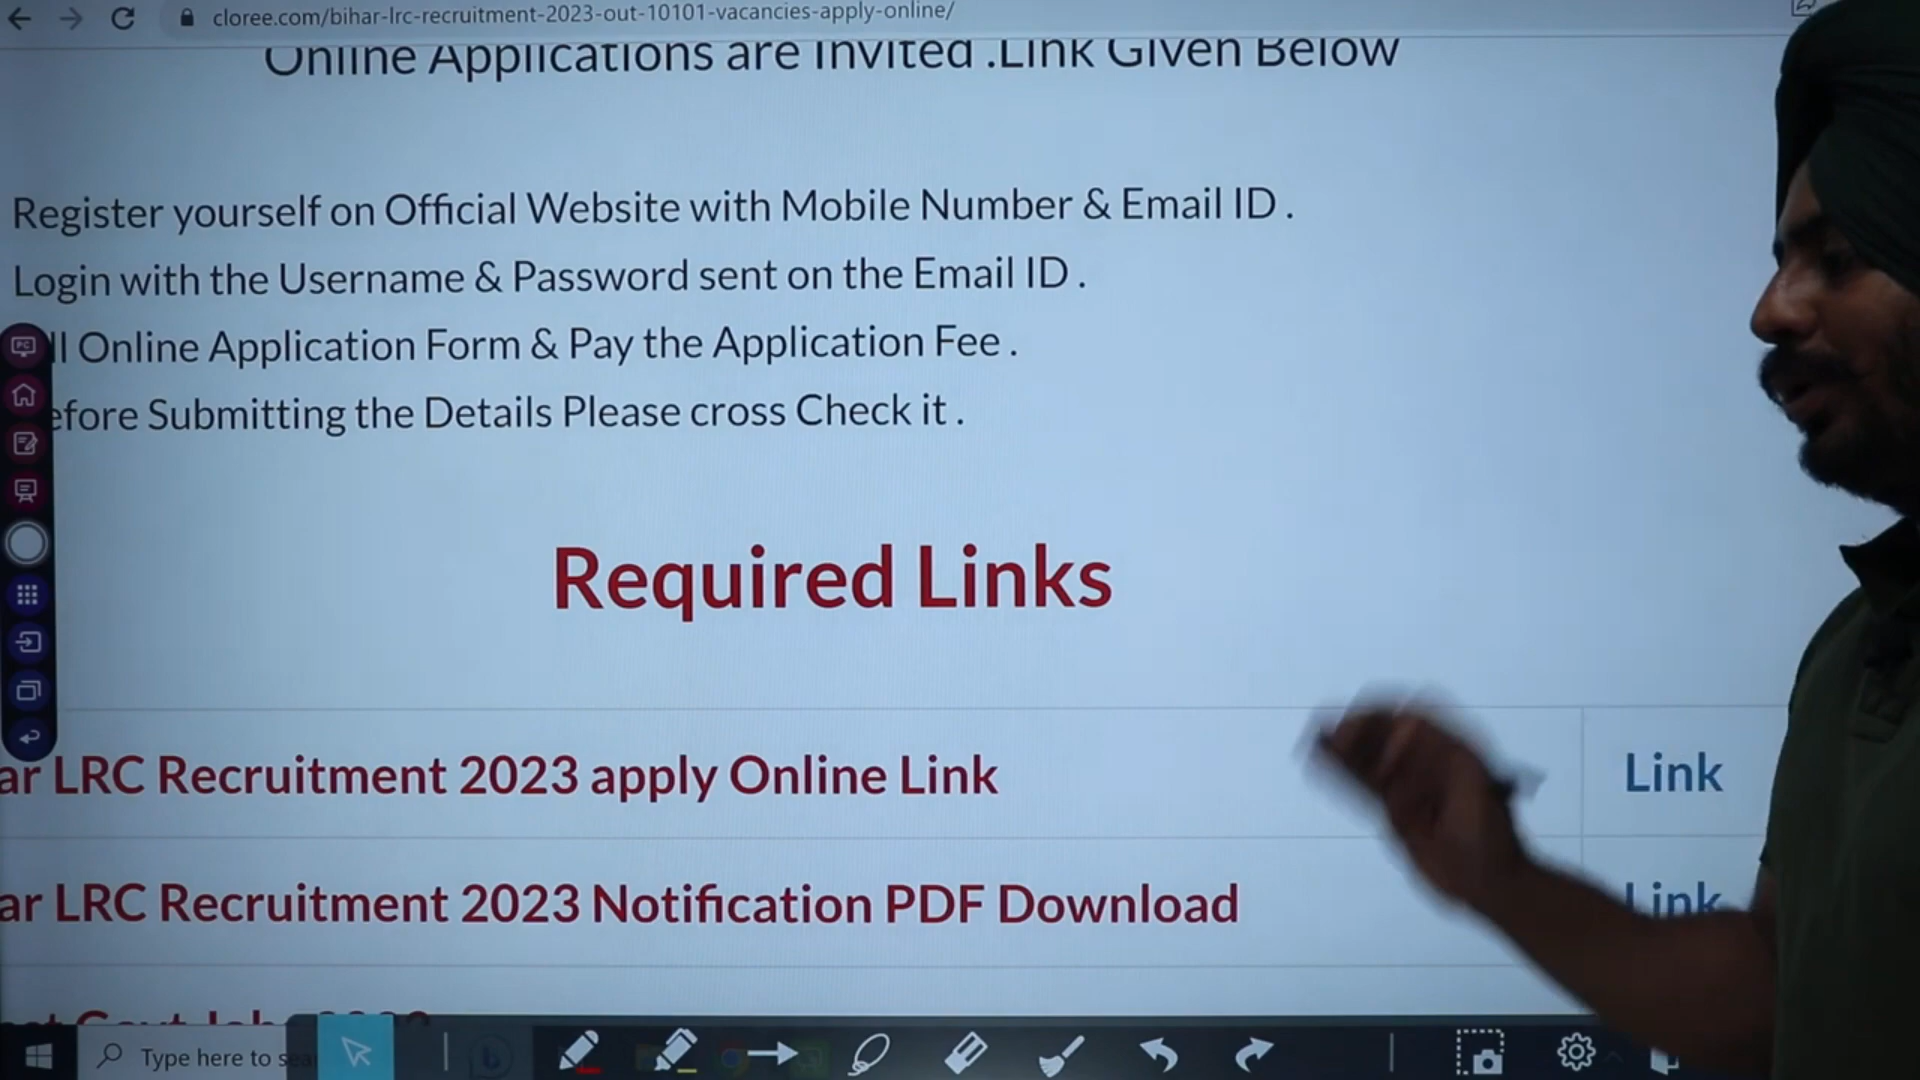 cloree.com/bihar-lrc-recruitment-2023-out-10101-vacancies-apply-online/
Online Applications are Invited .Link Given Below
Register yourself on Official Website with Mobile Number & Email ID .
Login with the Username & Password sent on the Email ID .
ll Online Application Form & Pay the Application Fee .
efore Submitting the Details Please cross Check it .
Required Links
ar LRC Recruitment 2023 apply Online Link Link
ar LRC Recruitment 2023 Notification PDF Download Link
PC
Type here to sea